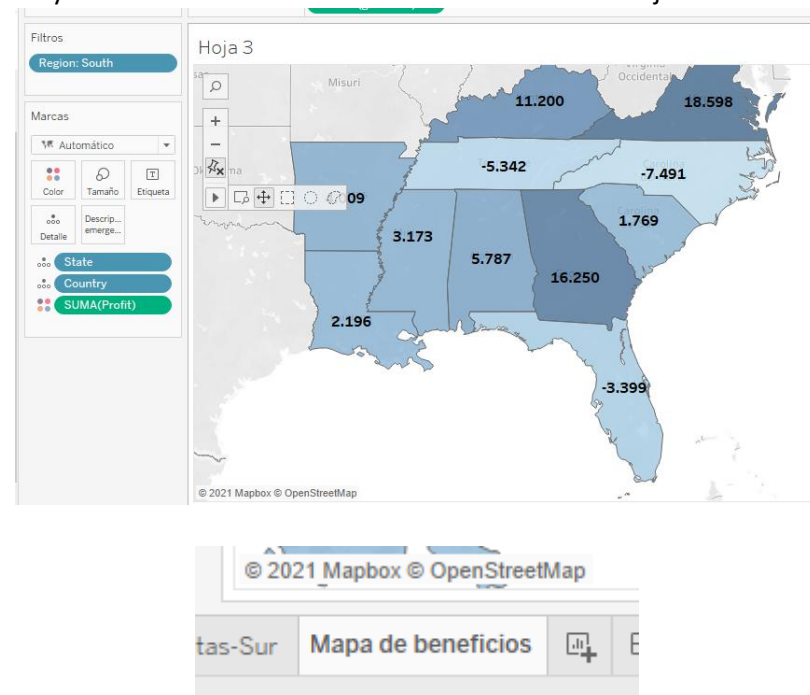 Filtros
Region: South
Marcas
Automático
Color
Tamaño
Etiqueta
Detalle
Descrip...
emerge...
State
Country
SUMA(Profit)
Hoja 3
Misuri
Occidental
11.200
18.598
-5.342
-7.491
09
3.173
5.787
16.250
1.769
2.196
-3.399
© 2021 Mapbox © OpenStreetMap
© 2021 Mapbox © OpenStreetMap
tas-Sur
Mapa de beneficios